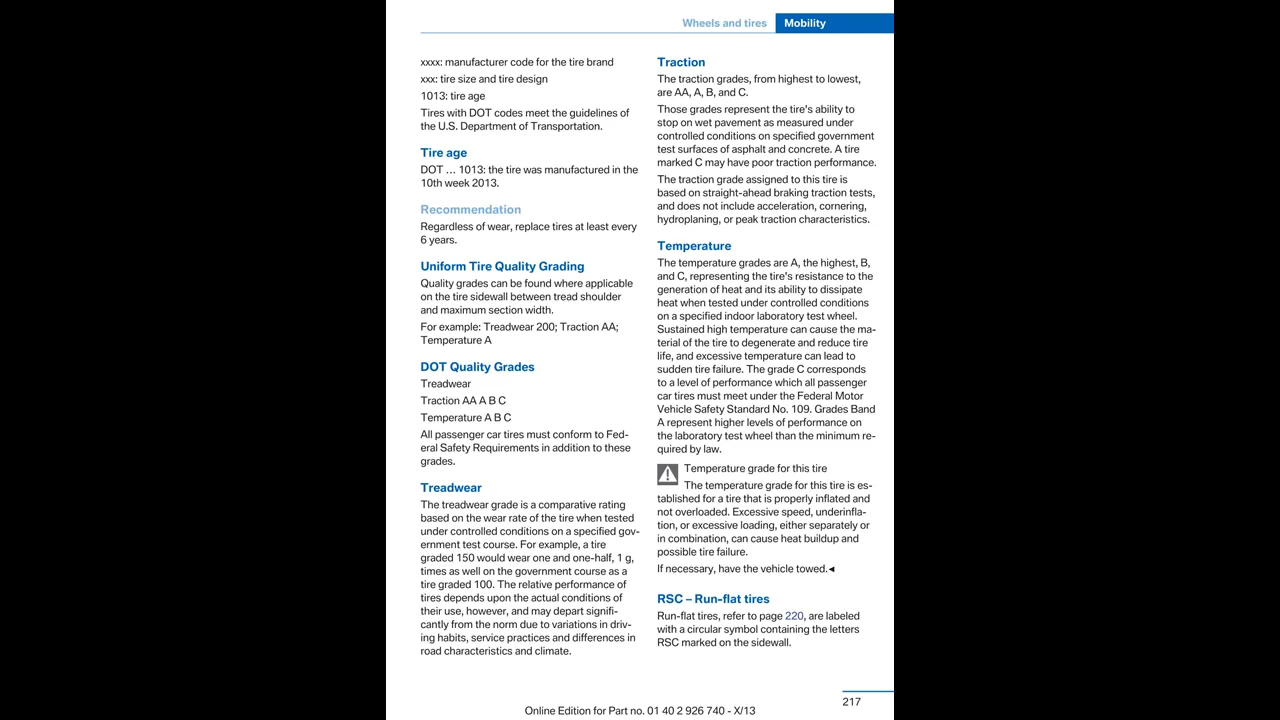 Wheels and tires Mobility
xxxx: manufacturer code for the tire brand
xxx: tire size and tire design
1013: tire age
Tires with DOT codes meet the guidelines of
the U.S. Department of Transportation.
Tire age
DOT … 1013: the tire was manufactured in the
10th week 2013.
Recommendation
Regardless of wear, replace tires at least every
6 years.
Uniform Tire Quality Grading
Quality grades can be found where applicable
on the tire sidewall between tread shoulder
and maximum section width.
For example: Treadwear 200; Traction AA;
Temperature A
DOT Quality Grades
Treadwear
Traction AA A B C
Temperature A B C
All passenger car tires must conform to Fed-
eral Safety Requirements in addition to these
grades.
Treadwear
The treadwear grade is a comparative rating
based on the wear rate of the tire when tested
under controlled conditions on a specified gov-
ernment test course. For example, a tire
graded 150 would wear one and one-half, 1 g,
times as well on the government course as a
tire graded 100. The relative performance of
tires depends upon the actual conditions of
their use, however, and may depart signifi-
cantly from the norm due to variations in driv-
ing habits, service practices and differences in
road characteristics and climate.
Traction
The traction grades, from highest to lowest,
are AA, A, B, and C.
Those grades represent the tire's ability to
stop on wet pavement as measured under
controlled conditions on specified government
test surfaces of asphalt and concrete. A tire
marked C may have poor traction performance.
The traction grade assigned to this tire is
based on straight-ahead braking traction tests,
and does not include acceleration, cornering,
hydroplaning, or peak traction characteristics.
Temperature
The temperature grades are A, the highest, B,
and C, representing the tire's resistance to the
generation of heat and its ability to dissipate
heat when tested under controlled conditions
on a specified indoor laboratory test wheel.
Sustained high temperature can cause the ma-
terial of the tire to degenerate and reduce tire
life, and excessive temperature can lead to
sudden tire failure. The grade C corresponds
to a level of performance which all passenger
car tires must meet under the Federal Motor
Vehicle Safety Standard No. 109. Grades Band
A represent higher levels of performance on
the laboratory test wheel than the minimum re-
quired by law.
Temperature grade for this tire
The temperature grade for this tire is es-
tablished for a tire that is properly inflated and
not overloaded. Excessive speed, underinfla-
tion, or excessive loading, either separately or
in combination, can cause heat buildup and
possible tire failure.
If necessary, have the vehicle towed.◄
RSC – Run-flat tires
Run-flat tires, refer to page 220, are labeled
with a circular symbol containing the letters
RSC marked on the sidewall.
217
Online Edition for Part no. 01 40 2 926 740 - X/13